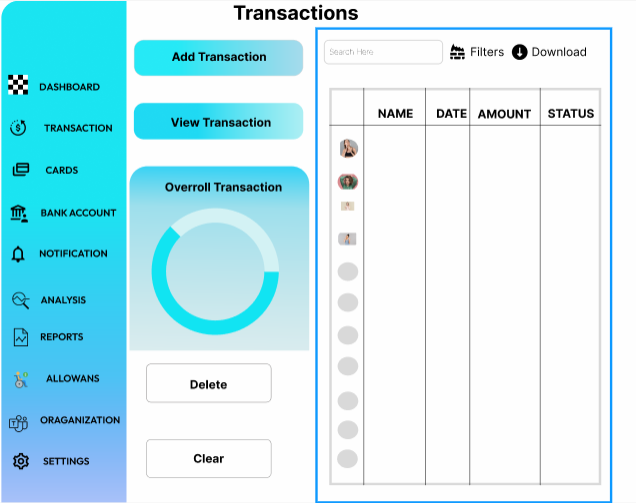 Transactions
DASHBOARD
TRANSACTION
CARDS
BANK ACCOUNT
NOTIFICATION
ANALYSIS
REPORTS
ALLOWANS
ORAGANIZATION
SETTINGS
Add Transaction
View Transaction
Overroll Transaction
Delete
Clear
Search Here
Filters
Download
NAME DATE AMOUNT STATUS